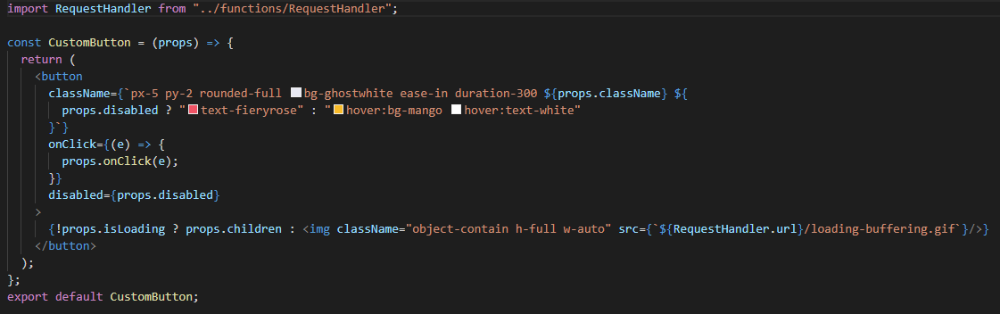 import RequestHandler from "../functions/RequestHandler";

const CustomButton = (props) => {
  return (
    <button
      className={`px-5 py-2 rounded-full bg-ghostwhite ease-in duration-300 ${props.className} ${
        props.disabled ? "text-fieryrose" : "hover:bg-mango hover:text-white"
      }`}
      onClick={(e) => {
        props.onClick(e);
      }}
      disabled={props.disabled}
    >
      {!props.isLoading ? props.children : <img className="object-contain h-full w-auto" src={`${RequestHandler.url}/loading-buffering.gif`}/>}
    </button>
  );
};
export default CustomButton;